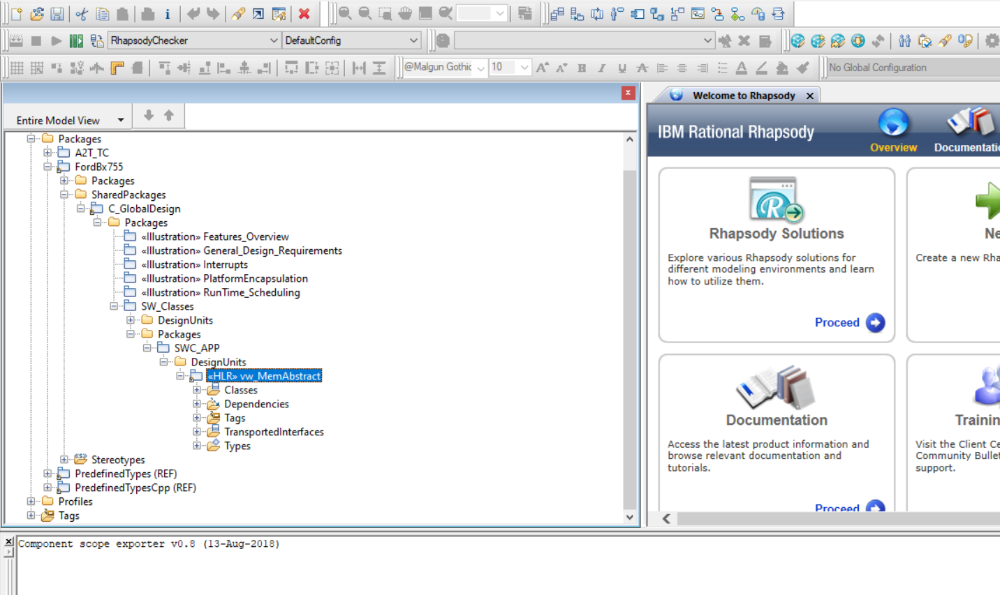 RhapsodyChecker
DefaultConfig
@Malgun Gothic
10
No Global Configuration
Entire Model View
Packages
A2T_TC
FordBx755
Packages
SharedPackages
C_GlobalDesign
Packages
«Illustration» Features_Overview
«Illustration» General_Design_Requirements
«Illustration» Interrupts
«Illustration» PlatformEncapsulation
«Illustration» RunTime_Scheduling
SW_Classes
DesignUnits
Packages
SWC_APP
DesignUnits
«HLR» vw_MemAbstract
Classes
Dependencies
Tags
TransportedInterfaces
Types
Stereotypes
PredefinedTypes (REF)
PredefinedTypesCpp (REF)
Profiles
Tags
Welcome to Rhapsody
IBM Rational Rhapsody
Overview
Documentati
Rhapsody Solutions
Explore various Rhapsody solutions for
different modeling environments and learn
how to utilize them.
Proceed
Ne
Create a new Rha
Documentation
Access the latest product information and
browse relevant documentation and
tutorials.
Proceed
Trainin
Visit the Client Ce
Community Bullet
support.
Component scope exporter v0.8 (13-Aug-2018)